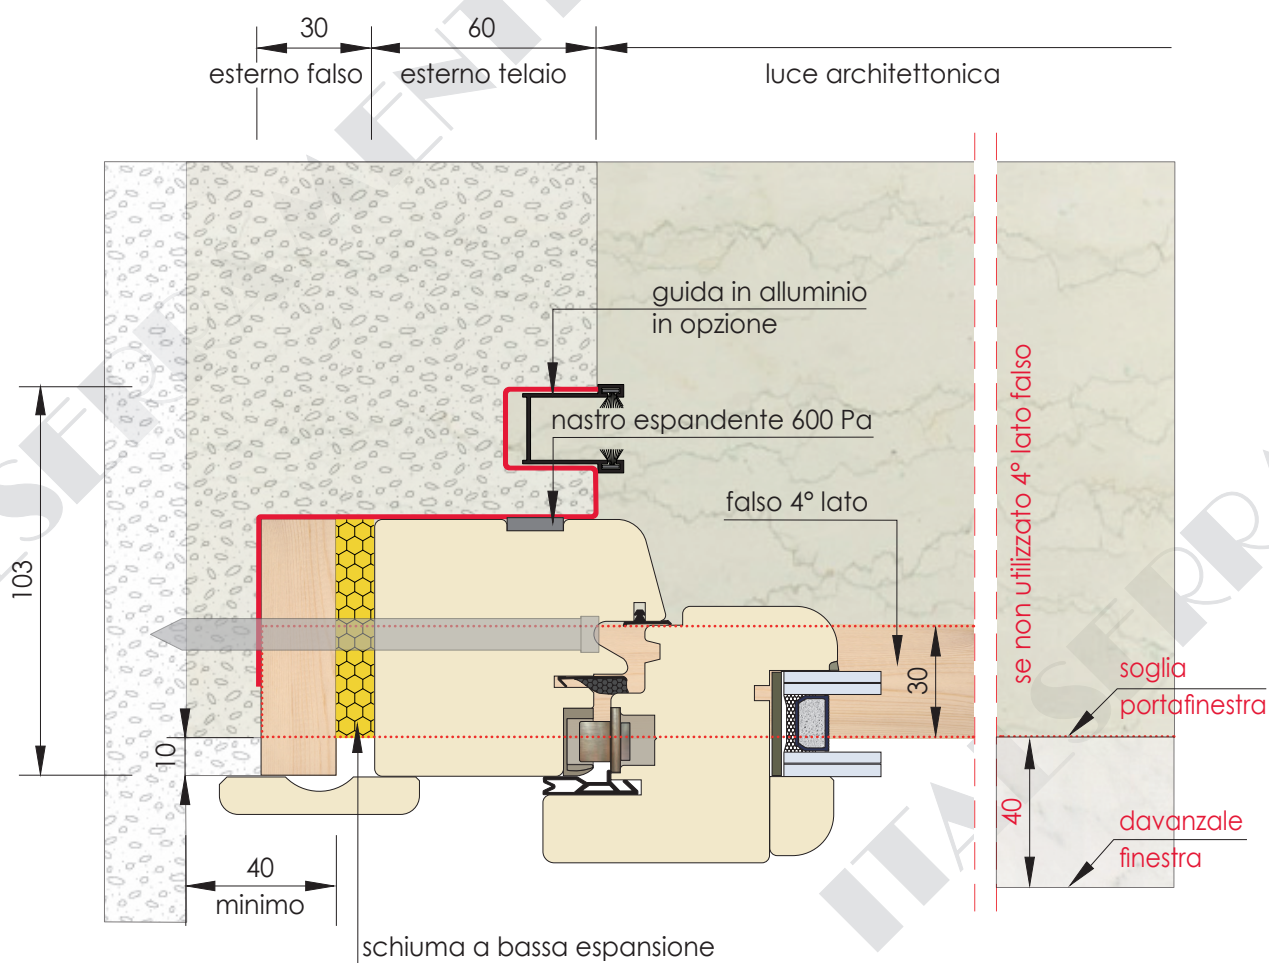 30
60
esterno falso
esterno telaio
luce architettonica
guida in alluminio
in opzione
nastro espandente 600 Pa
falso 4° lato
se non utilizzato 4° lato falso
103
30
soglia
portafinestra
10
40
davanzale
finestra
40
minimo
schiuma a bassa espansione
ITALSERRAMENTI